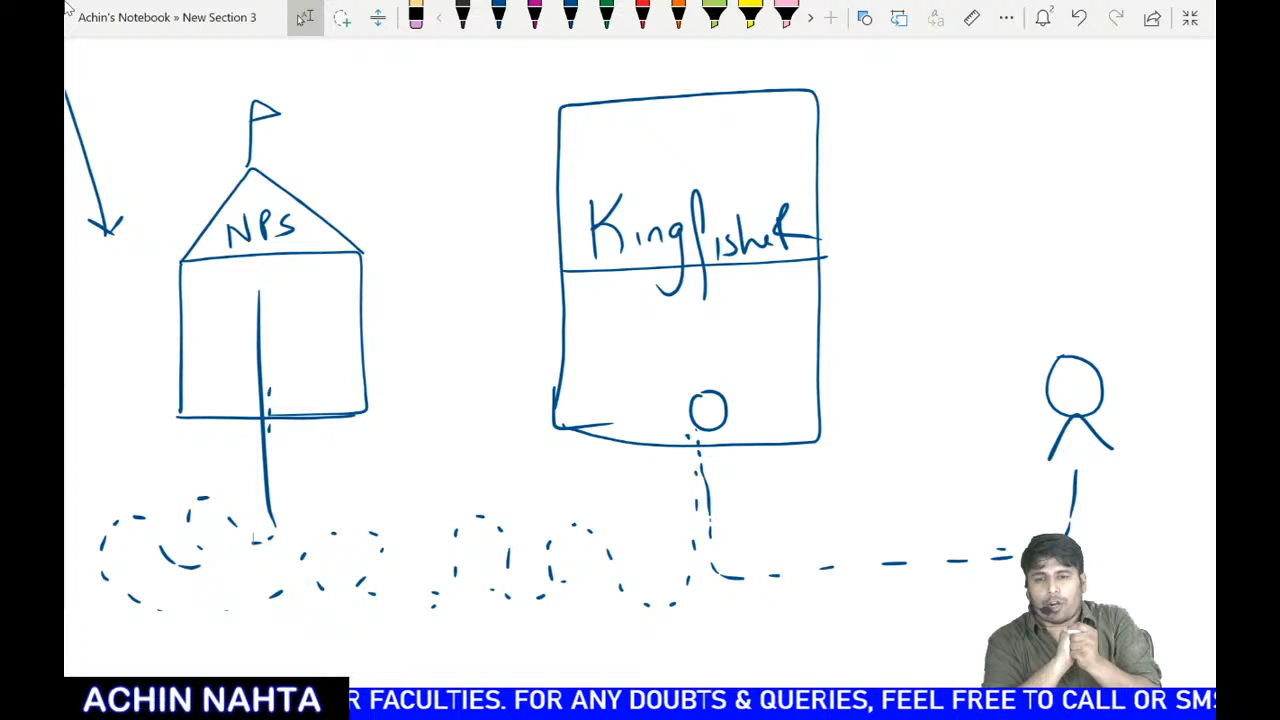 Achin's Notebook » New Section 3
NPS
Kingfisher
ACHIN NAHTA
R FACULTIES. FOR ANY DOUBTS & QUERIES, FEEL FREE TO CALL OR SMS